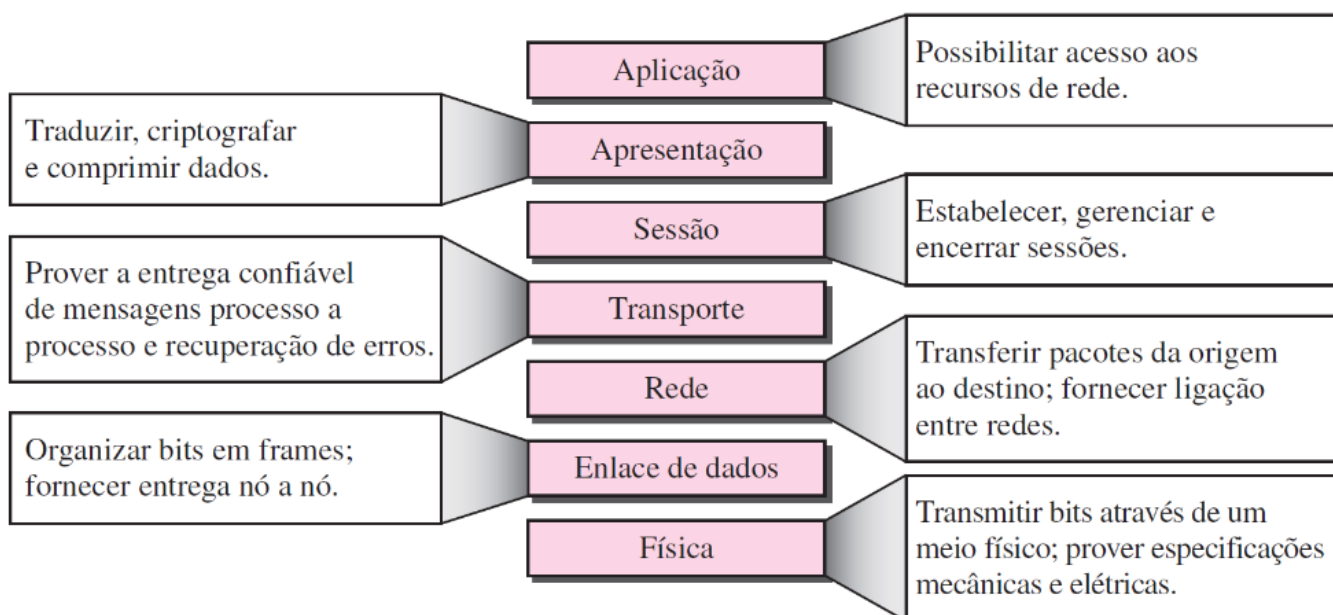 Aplicação
Possibilitar acesso aos
recursos de rede.
Traduzir, criptografar
e comprimir dados.
Apresentação
Sessão
Estabelecer, gerenciar e
encerrar sessões.
Prover a entrega confiável
de mensagens processo a
processo e recuperação de erros.
Transporte
Rede
Transferir pacotes da origem
ao destino; fornecer ligação
entre redes.
Organizar bits em frames;
fornecer entrega nó a nó.
Enlace de dados
Física
Transmitir bits através de um
meio físico; prover especificações
mecânicas e elétricas.